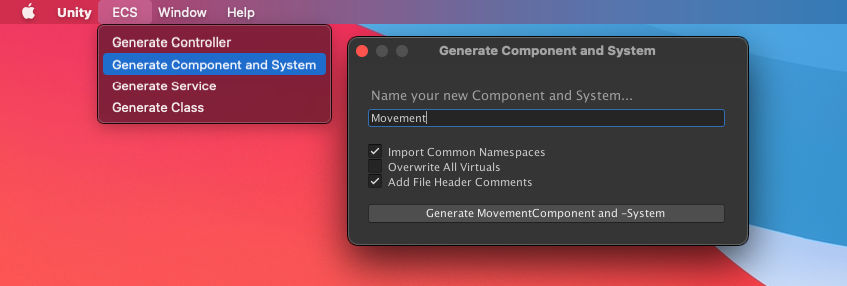 Unity ECS Window Help
Generate Controller
Generate Component and System
Generate Service
Generate Class
Generate Component and System
Name your new Component and System...
Movement
Import Common Namespaces
Overwrite All Virtuals
Add File Header Comments
Generate MovementComponent and -System